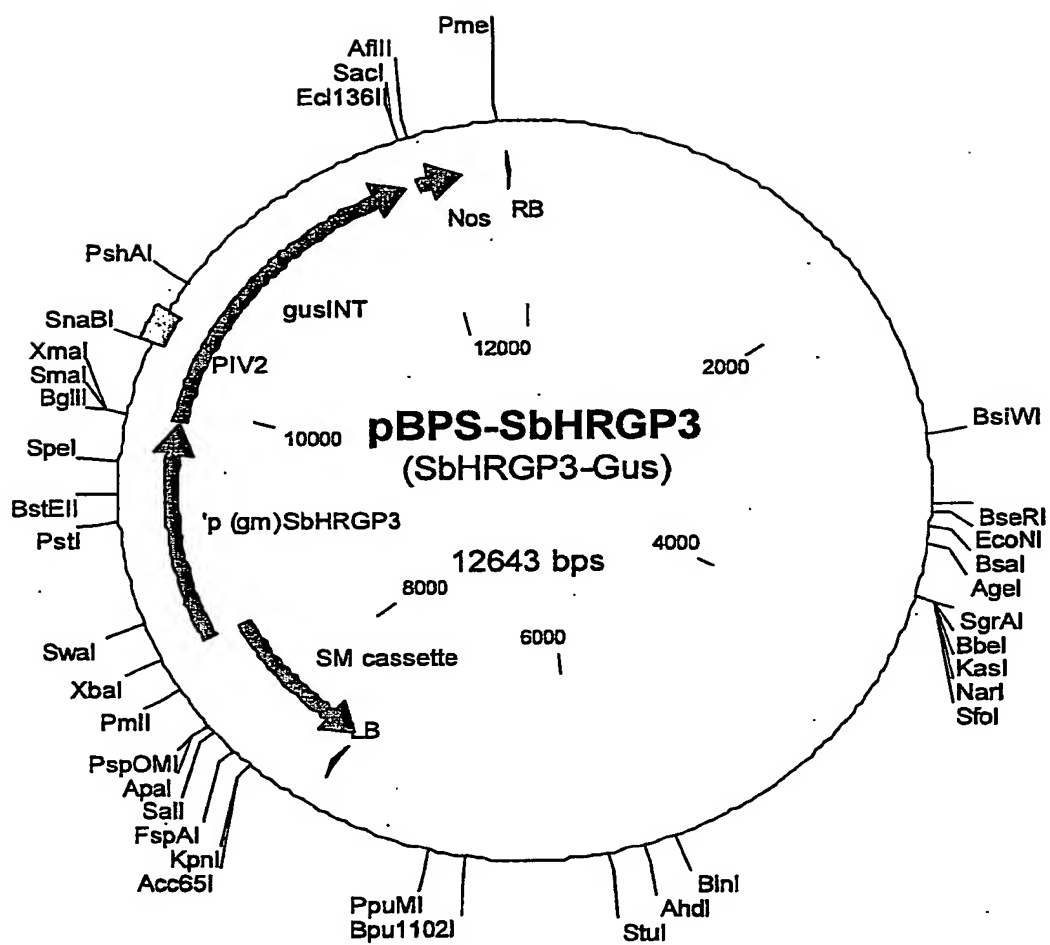 PmeI
AflII
SacI
Ecl136II
Nos
RB
PshAI
gusINT
SnaBI
12000
2000
XmaI
SmaI
BglII
PIV2
10000
pBPS-SbHRGP3
(SbHRGP3-Gus)
BsiWI
SpeI
BstEII
PstI
'p (gm)SbHRGP3
12643 bps
4000
BseRI
EcoNI
BsaI
AgeI
8000
6000
SgrAI
BbeI
KasI
NarI
SfoI
SwaI
XbaI
PmlI
SM cassette
LB
PspOMI
ApaI
SalI
FspAI
KpnI
Acc65I
PpuMI
Bpu1102I
BlnI
AhdI
StuI